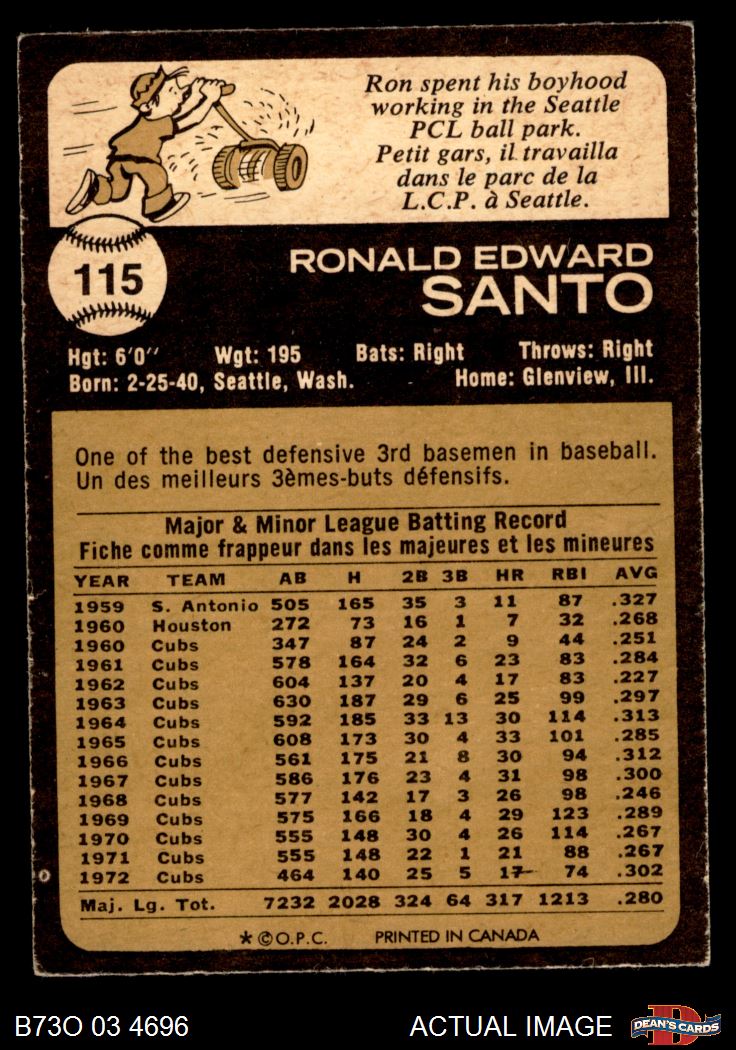 Ron spent his boyhood
working in the Seattle
PCL ball park.
Petit gars, il travailla
dans le parc de la
L.C.P. à Seattle.
115
RONALD EDWARD
SANTO
Hgt: 6'0" Wgt: 195 Bats: Right Throws: Right
Born: 2-25-40, Seattle, Wash. Home: Glenview, Ill.
One of the best defensive 3rd basemen in baseball.
Un des meilleurs 3èmes-buts défensifs.
Major & Minor League Batting Record
Fiche comme frappeur dans les majeures et les mineures
YEAR TEAM AB H 2B 3B HR RBI AVG
1959 S. Antonio 505 165 35 3 11 87 .327
1960 Houston 272 73 16 1 7 32 .268
1960 Cubs 347 87 24 2 9 44 .251
1961 Cubs 578 164 32 6 23 83 .284
1962 Cubs 604 137 20 4 17 83 .227
1963 Cubs 630 187 29 6 25 99 .297
1964 Cubs 592 185 33 13 30 114 .313
1965 Cubs 608 173 30 4 33 101 .285
1966 Cubs 561 175 21 8 30 94 .312
1967 Cubs 586 176 23 4 31 98 .300
1968 Cubs 577 142 17 3 26 98 .246
1969 Cubs 575 166 18 4 29 123 .289
1970 Cubs 555 148 30 4 26 114 .267
1971 Cubs 555 148 22 1 21 88 .267
1972 Cubs 464 140 25 5 17 74 .302
Maj. Lg. Tot. 7232 2028 324 64 317 1213 .280
* © O.P.C. PRINTED IN CANADA
B73O 03 4696 ACTUAL IMAGE DEAN'S CARDS